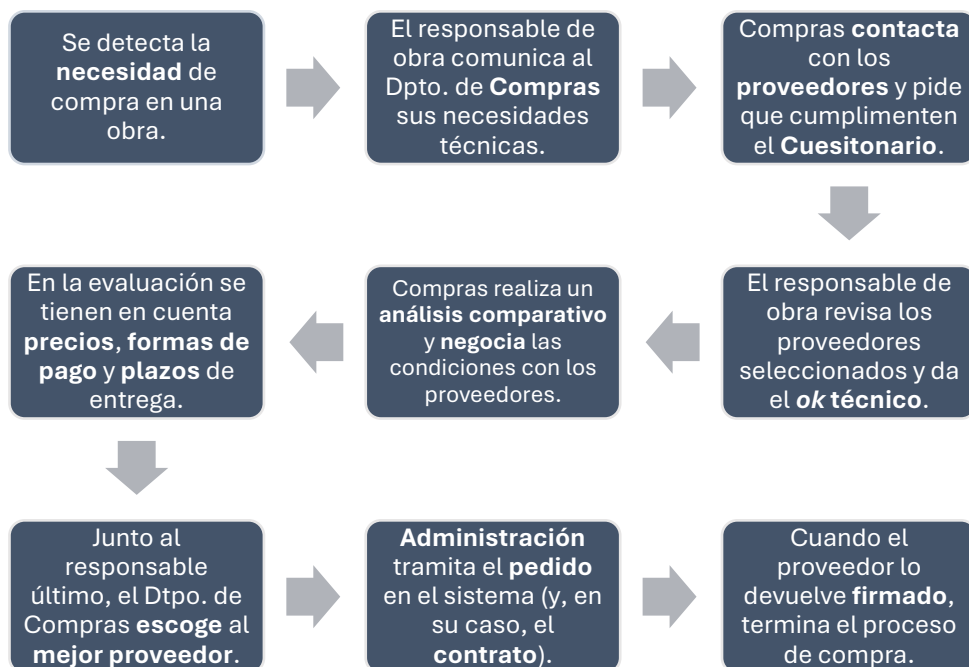 Se detecta la
necesidad de
compra en una
obra.
El responsable de
obra comunica al
Dpto. de Compras
sus necesidades
técnicas.
Compras contacta
con los
proveedores y pide
que cumplimenten
el Cuesitonario.
El responsable de
obra revisa los
proveedores
seleccionados y da
el ok técnico.
Compras realiza un
análisis comparativo
y negocia las
condiciones con los
proveedores.
En la evaluación se
tienen en cuenta
precios, formas de
pago y plazos de
entrega.
Junto al
responsable
último, el Dtpo. de
Compras escoge al
mejor proveedor.
Administración
tramita el pedido
en el sistema (y, en
su caso, el
contrato).
Cuando el
proveedor lo
devuelve firmado,
termina el proceso
de compra.